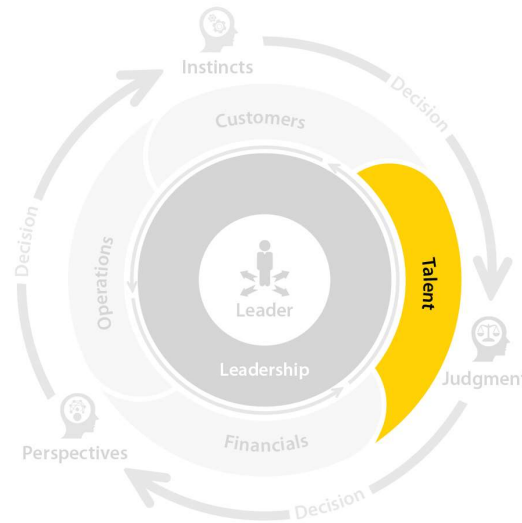 Instincts
Decision
Customers
Operations
Talent
Decision
Leader
Leadership
Judgmen
Financials
Perspectives
Decision